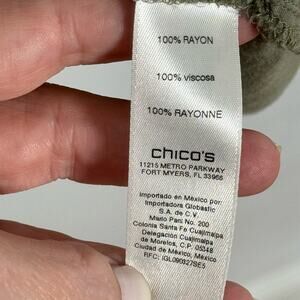 100% RAYON
100% viscosa
100% RAYONNE
chico's
11215 METRO PARKWAY
FORT MYERS, FL 33966
Importado en México por:
Importadora Globastic
S.A. de C.V.
Mario Pani No. 200
Colonia Santa Fe Cuajimalpa
Delegación Cuajimalpa
de Morelos, C.P. 05348
Ciudad de México, México
RFC: IGL090327SE5